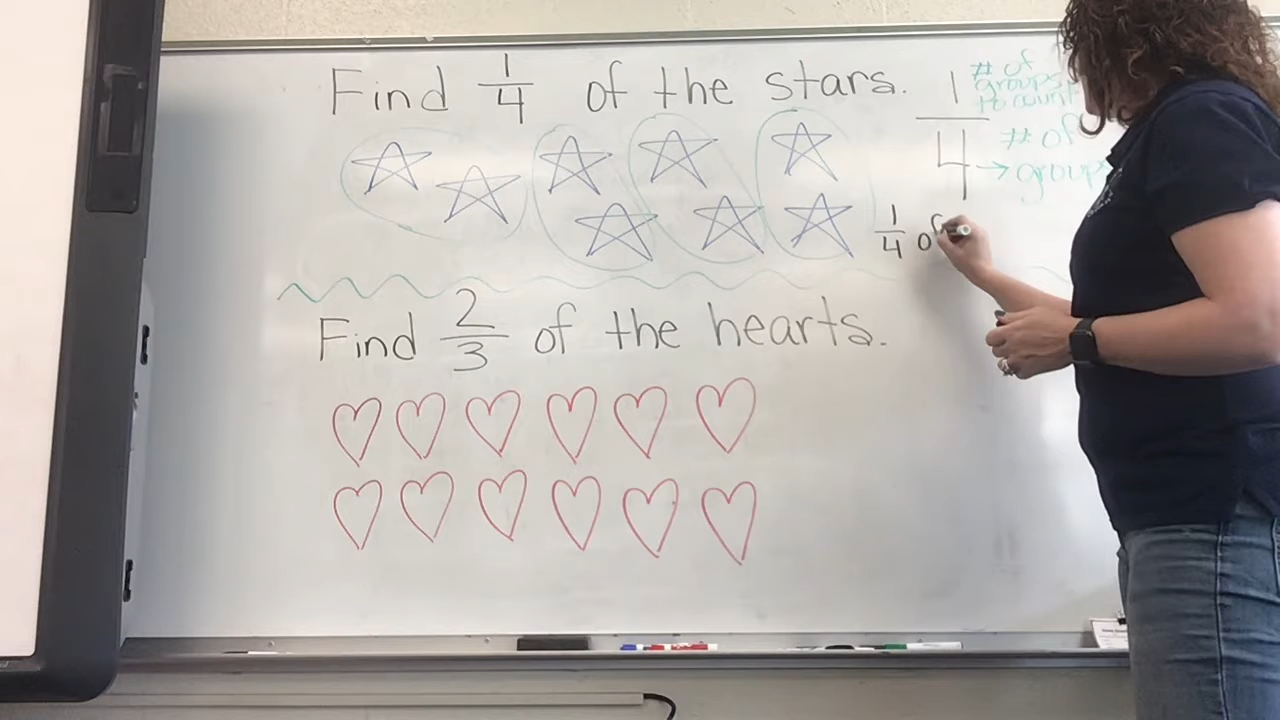 Find 1/4 of the stars.
1/4
# of
groups
to count
# of
→ groups
1/4 of
Find 2/3 of the hearts.